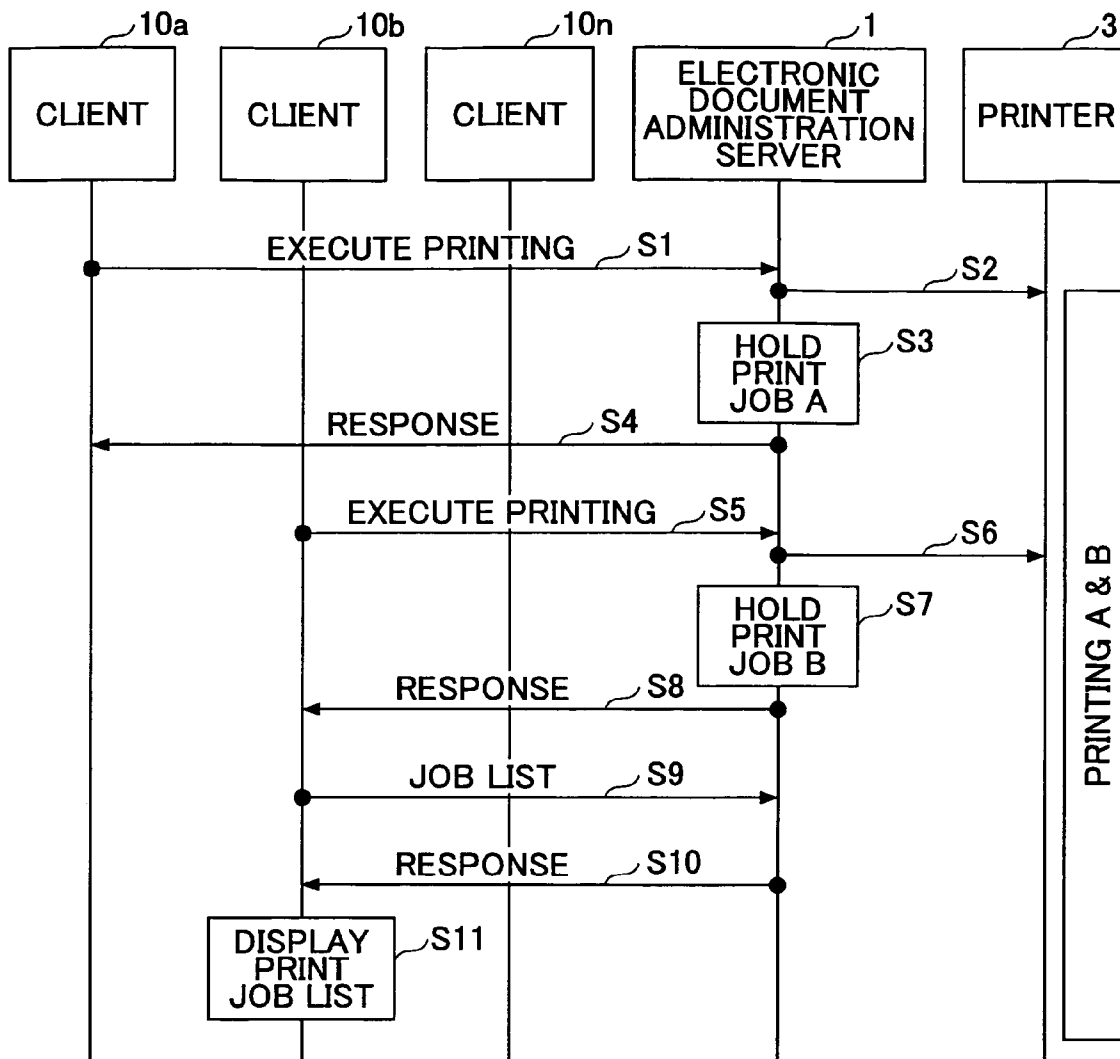 10a
10b
10n
1
3
CLIENT
CLIENT
CLIENT
ELECTRONIC
DOCUMENT
ADMINISTRATION
SERVER
PRINTER
EXECUTE PRINTING
S1
S2
HOLD
PRINT
JOB A
S3
RESPONSE
S4
EXECUTE PRINTING
S5
S6
HOLD
PRINT
JOB B
S7
RESPONSE
S8
JOB LIST
S9
RESPONSE
S10
DISPLAY
PRINT
JOB LIST
S11
PRINTING A & B